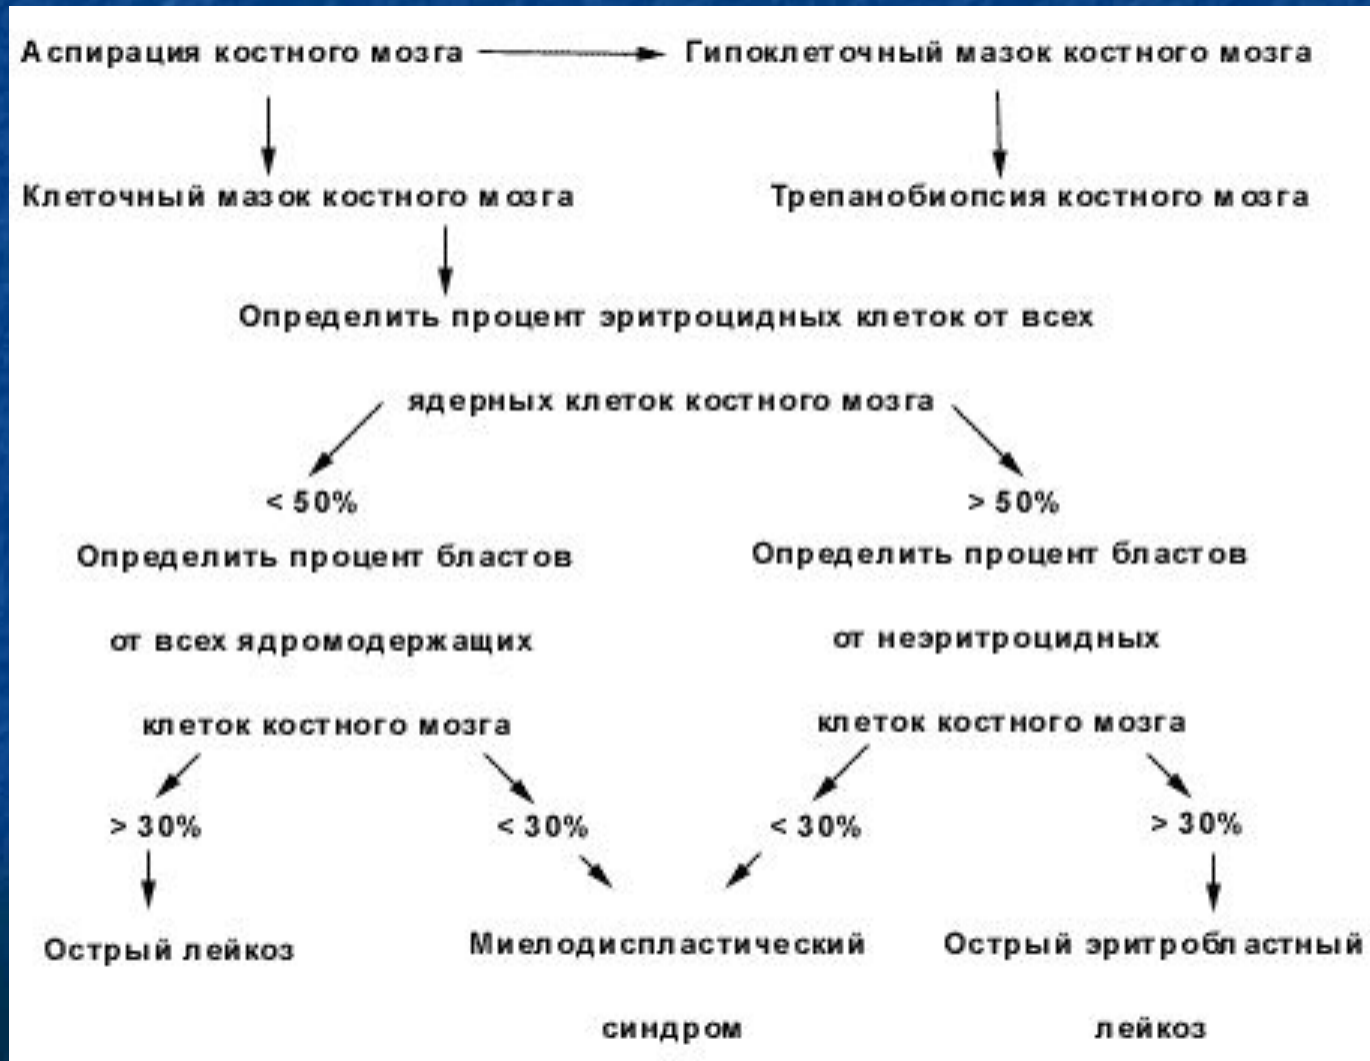 Аспирация костного мозга
Гипоклеточный мазок костного мозга
Клеточный мазок костного мозга
Трепанобиопсия костного мозга
Определить процент эритроцидных клеток от всех
ядерных клеток костного мозга
< 50%
> 50%
Определить процент бластов
Определить процент бластов
от всех ядромодержащих
от неэритроцидных
клеток костного мозга
клеток костного мозга
> 30%
< 30%
< 30%
> 30%
Острый лейкоз
Миелодиспластический
Острый эритробластный
синдром
лейкоз